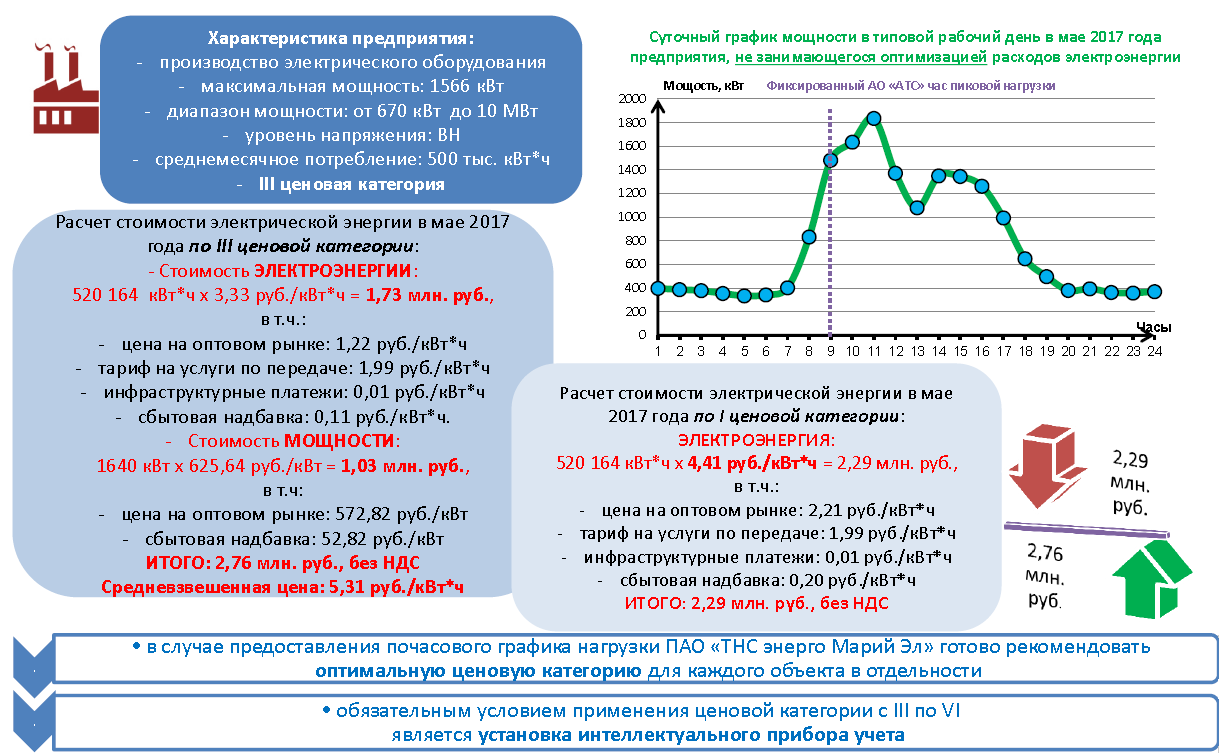 Характеристика предприятия:
- производство электрического оборудования
- максимальная мощность: 1566 кВт
- диапазон мощности: от 670 кВт до 10 МВт
- уровень напряжения: ВН
- среднемесячное потребление: 500 тыс. кВт*ч
- III ценовая категория
Суточный график мощности в типовой рабочий день в мае 2017 года
предприятия, не занимающегося оптимизацией расходов электроэнергии
Мощость, кВт
Фиксированный АО «АТС» час пиковой нагрузки
2000
1800
1600
1400
1200
1000
800
600
400
200
0
Часы
1 2 3 4 5 6 7 8 9 10 11 12 13 14 15 16 17 18 19 20 21 22 23 24
Расчет стоимости электрической энергии в мае 2017
года по III ценовой категории:
- Стоимость ЭЛЕКТРОЭНЕРГИИ:
520 164 кВт*ч х 3,33 руб./кВт*ч = 1,73 млн. руб.,
в т.ч.:
- цена на оптовом рынке: 1,22 руб./кВт*ч
- тариф на услуги по передаче: 1,99 руб./кВт*ч
- инфраструктурные платежи: 0,01 руб./кВт*ч
- сбытовая надбавка: 0,11 руб./кВт*ч.
- Стоимость МОЩНОСТИ:
1640 кВт х 625,64 руб./кВт = 1,03 млн. руб.,
в т.ч:
- цена на оптовом рынке: 572,82 руб./кВт
- сбытовая надбавка: 52,82 руб./кВт
ИТОГО: 2,76 млн. руб., без НДС
Средневзвешенная цена: 5,31 руб./кВт*ч
Расчет стоимости электрической энергии в мае
2017 года по I ценовой категории:
ЭЛЕКТРОЭНЕРГИЯ:
520 164 кВт*ч х 4,41 руб./кВт*ч = 2,29 млн. руб.,
в т.ч.:
- цена на оптовом рынке: 2,21 руб./кВт*ч
- тариф на услуги по передаче: 1,99 руб./кВт*ч
- инфраструктурные платежи: 0,01 руб./кВт*ч
- сбытовая надбавка: 0,20 руб./кВт*ч
ИТОГО: 2,29 млн. руб., без НДС
2,29
млн.
руб.
2,76
млн.
руб.
• в случае предоставления почасового графика нагрузки ПАО «ТНС энерго Марий Эл» готово рекомендовать
оптимальную ценовую категорию для каждого объекта в отдельности
• обязательным условием применения ценовой категории с III по VI
является установка интеллектуального прибора учета